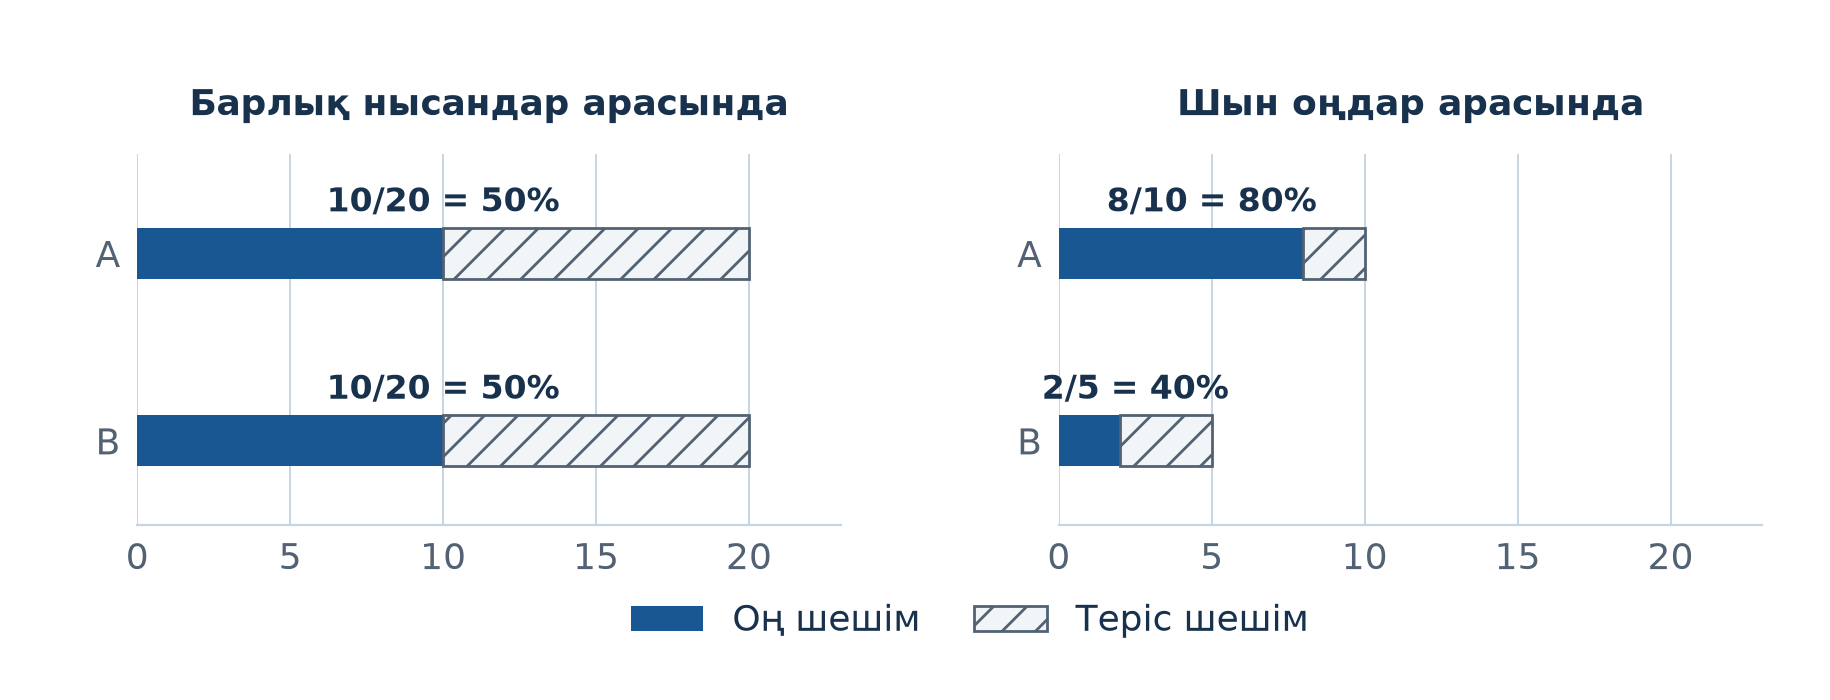 Барлық нысандар арасында
10/20 = 50%
A
10/20 = 50%
B
0 5 10 15 20
Шын оңдар арасында
8/10 = 80%
A
2/5 = 40%
B
0 5 10 15 20
Оң шешім
Теріс шешім